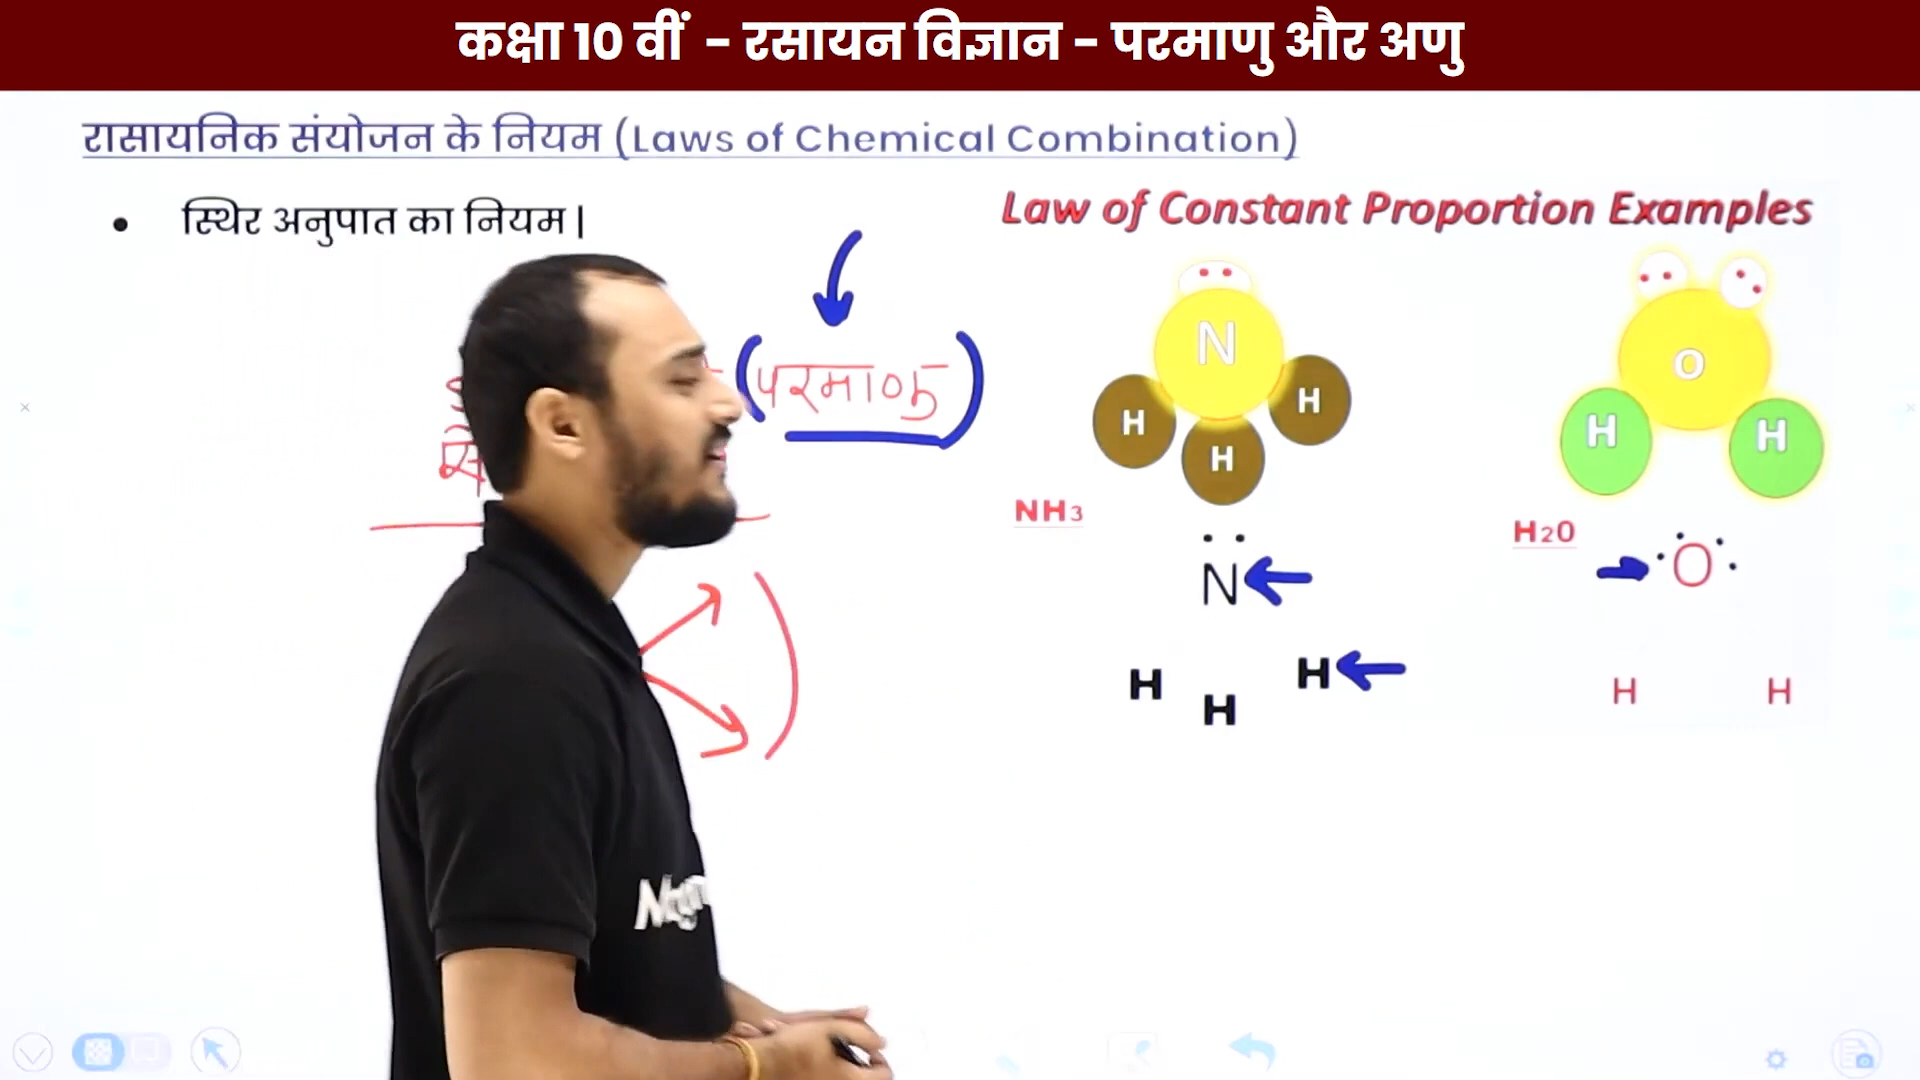 कक्षा 10 वीं - रसायन विज्ञान - परमाणु और अणु
रासायनिक संयोजन के नियम (Laws of Chemical Combination)
• स्थिर अनुपात का नियम |
Law of Constant Proportion Examples
N
H
H
H
NH3
N
H
H
H
O
H
H
H2O
O
H
H